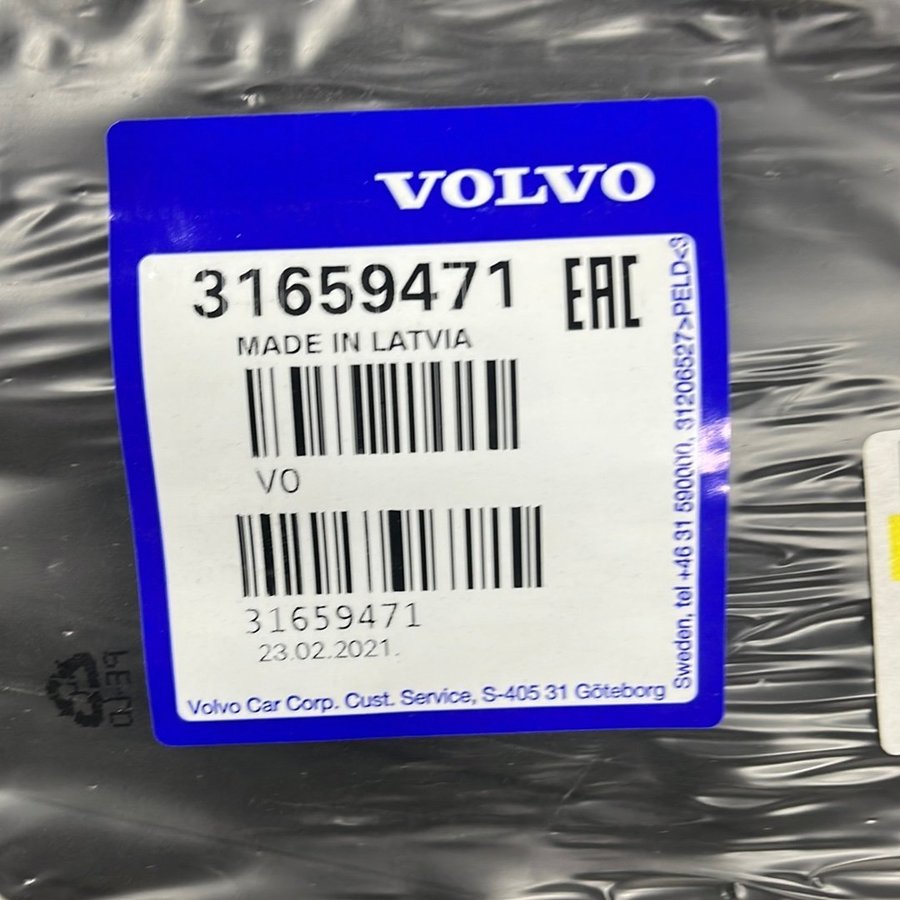 VOLVO
31659471
EAC
MADE IN LATVIA
VO
31659471
23.02.2021.
Volvo Car Corp. Cust. Service, S-405 31 Göteborg
Sweden, tel +46 31 590000, 31206527>PELD<3